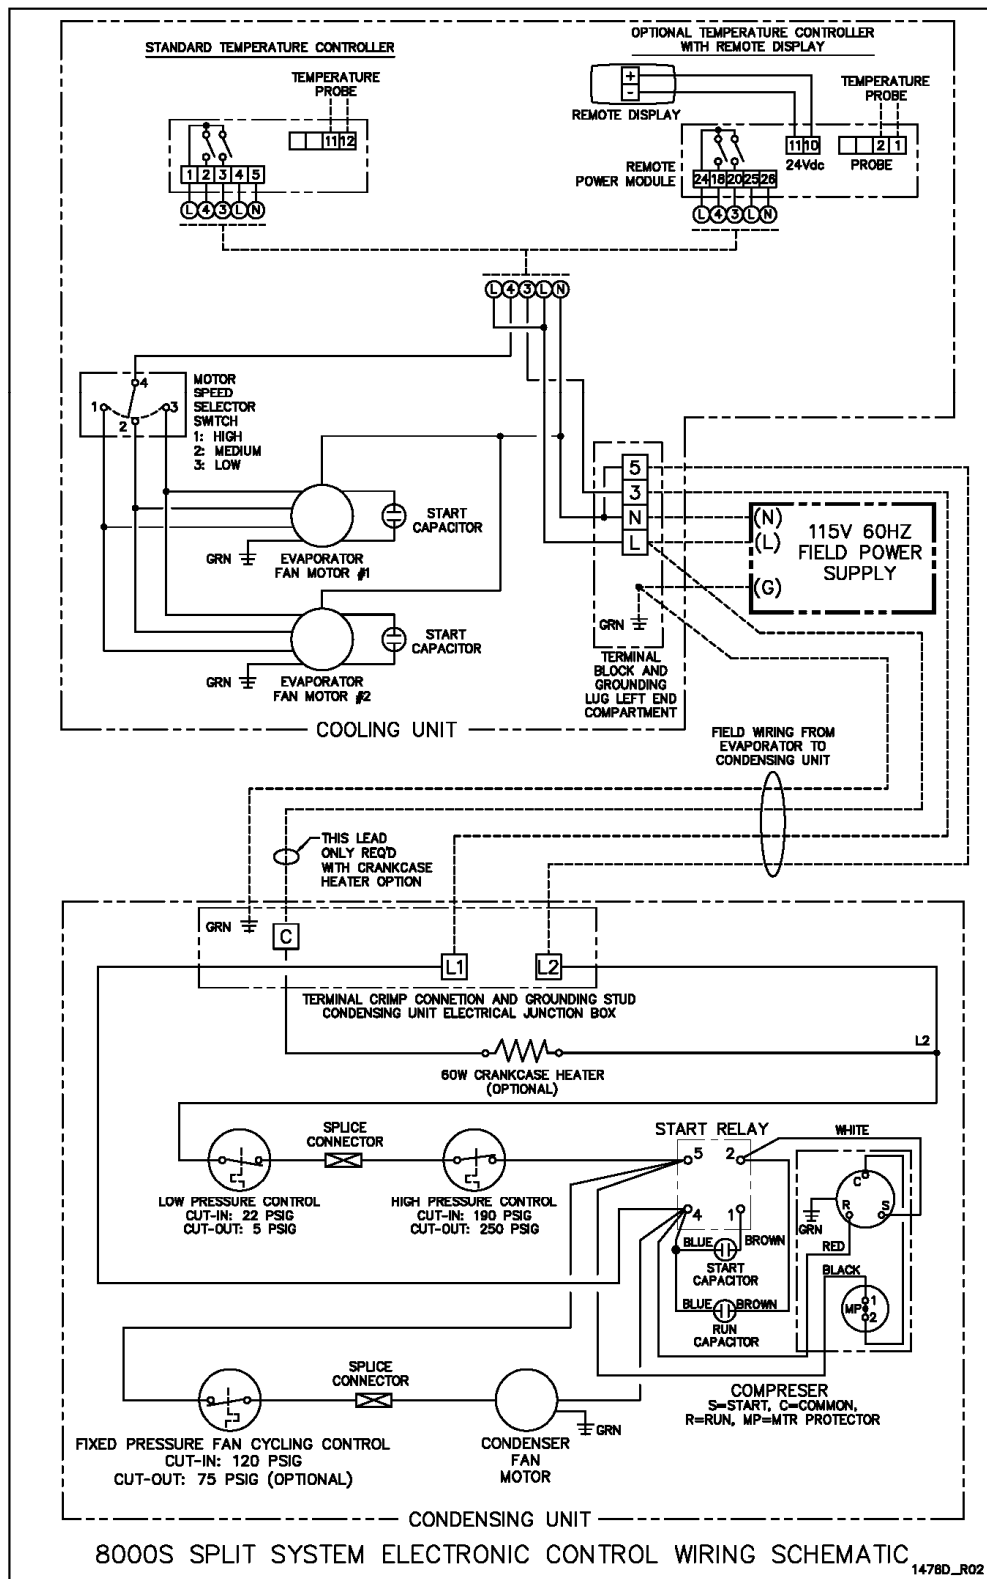 STANDARD TEMPERATURE CONTROLLER
TEMPERATURE
PROBE
11 12
1 2 3 4 5
L 4 3 L N
OPTIONAL TEMPERATURE CONTROLLER
WITH REMOTE DISPLAY
+
-
REMOTE DISPLAY
TEMPERATURE
PROBE
11 10
24Vdc
2 1
PROBE
REMOTE
POWER MODULE
24 18 20 25 26
L 4 3 L N
L 4 3 L N
4
1
2
3
MOTOR
SPEED
SELECTOR
SWITCH
1: HIGH
2: MEDIUM
3: LOW
START
CAPACITOR
GRN
EVAPORATOR
FAN MOTOR #1
START
CAPACITOR
GRN
EVAPORATOR
FAN MOTOR #2
5
3
N
L
GRN
TERMINAL
BLOCK AND
GROUNDING
LUG LEFT END
COMPARTMENT
(N)
(L)
(G)
115V 60HZ
FIELD POWER
SUPPLY
COOLING UNIT
FIELD WIRING FROM
EVAPORATOR TO
CONDENSING UNIT
THIS LEAD
ONLY REQ'D
WITH CRANKCASE
HEATER OPTION
GRN
C
L1
L2
TERMINAL CRIMP CONNETION AND GROUNDING STUD
CONDENSING UNIT ELECTRICAL JUNCTION BOX
L2
60W CRANKCASE HEATER
(OPTIONAL)
SPLICE
CONNECTOR
LOW PRESSURE CONTROL
CUT-IN: 22 PSIG
CUT-OUT: 5 PSIG
HIGH PRESSURE CONTROL
CUT-IN: 190 PSIG
CUT-OUT: 250 PSIG
START RELAY
5 2
4 1
WHITE
C
R S
GRN
RED
BLACK
BLUE BROWN
START
CAPACITOR
BLUE BROWN
RUN
CAPACITOR
MP
1
2
COMPRESER
S=START, C=COMMON,
R=RUN, MP=MTR PROTECTOR
SPLICE
CONNECTOR
FIXED PRESSURE FAN CYCLING CONTROL
CUT-IN: 120 PSIG
CUT-OUT: 75 PSIG (OPTIONAL)
CONDENSER
FAN
MOTOR
GRN
CONDENSING UNIT
8000S SPLIT SYSTEM ELECTRONIC CONTROL WIRING SCHEMATIC
1478D_R02